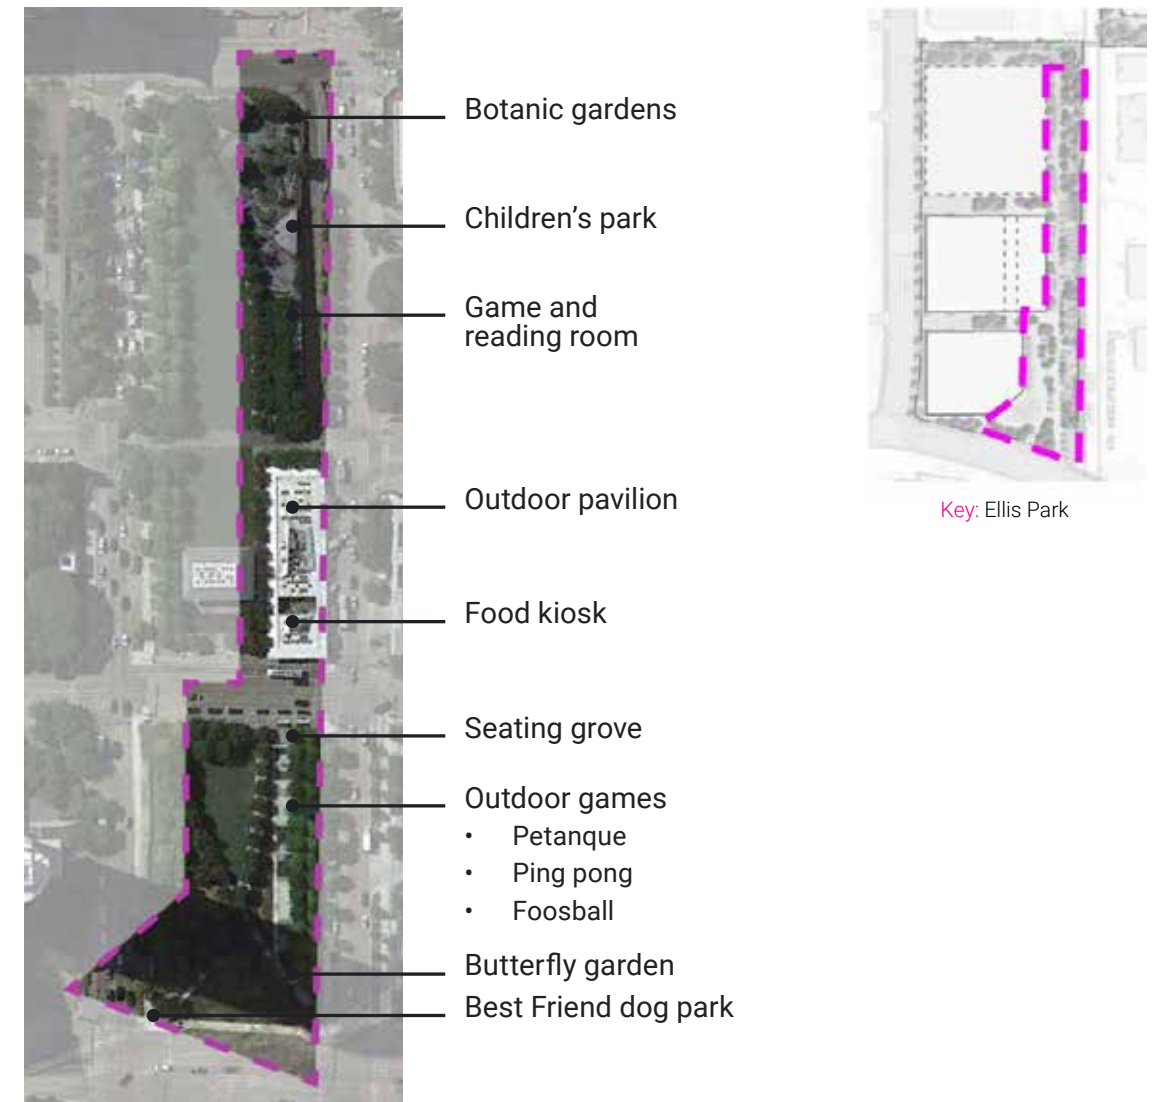 Botanic gardens
Children's park
Game and
reading room
Outdoor pavilion
Food kiosk
Seating grove
Outdoor games
• Petanque
• Ping pong
• Foosball
Butterfly garden
Best Friend dog park
Key: Ellis Park